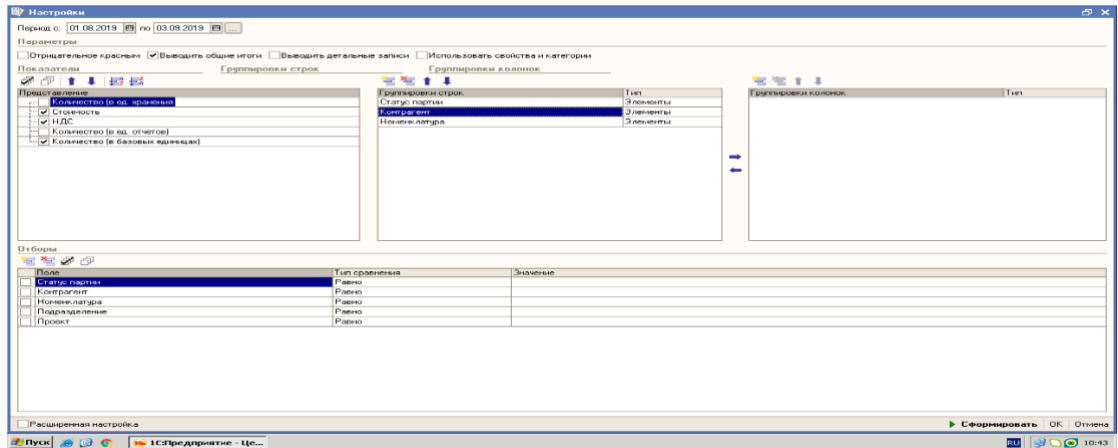 Настройки
Период с: 01.08.2019 по 03.09.2019 ...
Параметры
Отрицательное красным Выводить общие итоги Выводить детальные записи Использовать свойства и категории
Показатели Группировки строк Группировки колонок
Представление Группировки строк Тип Группировки колонок Тип
Количество (в ед. хранения Статус партии Элементы
Стоимость Контрагент Элементы
НДС Номенклатура Элементы
Количество (в ед. отчетов)
Количество (в базовых единицах)
Отборы
Поле Тип сравнения Значение
Статус партии Равно
Контрагент Равно
Номенклатура Равно
Подразделение Равно
Проект Равно
Расширенная настройка Сформировать OK Отмена
Пуск 1С:Предприятие - Це... RU 10:43